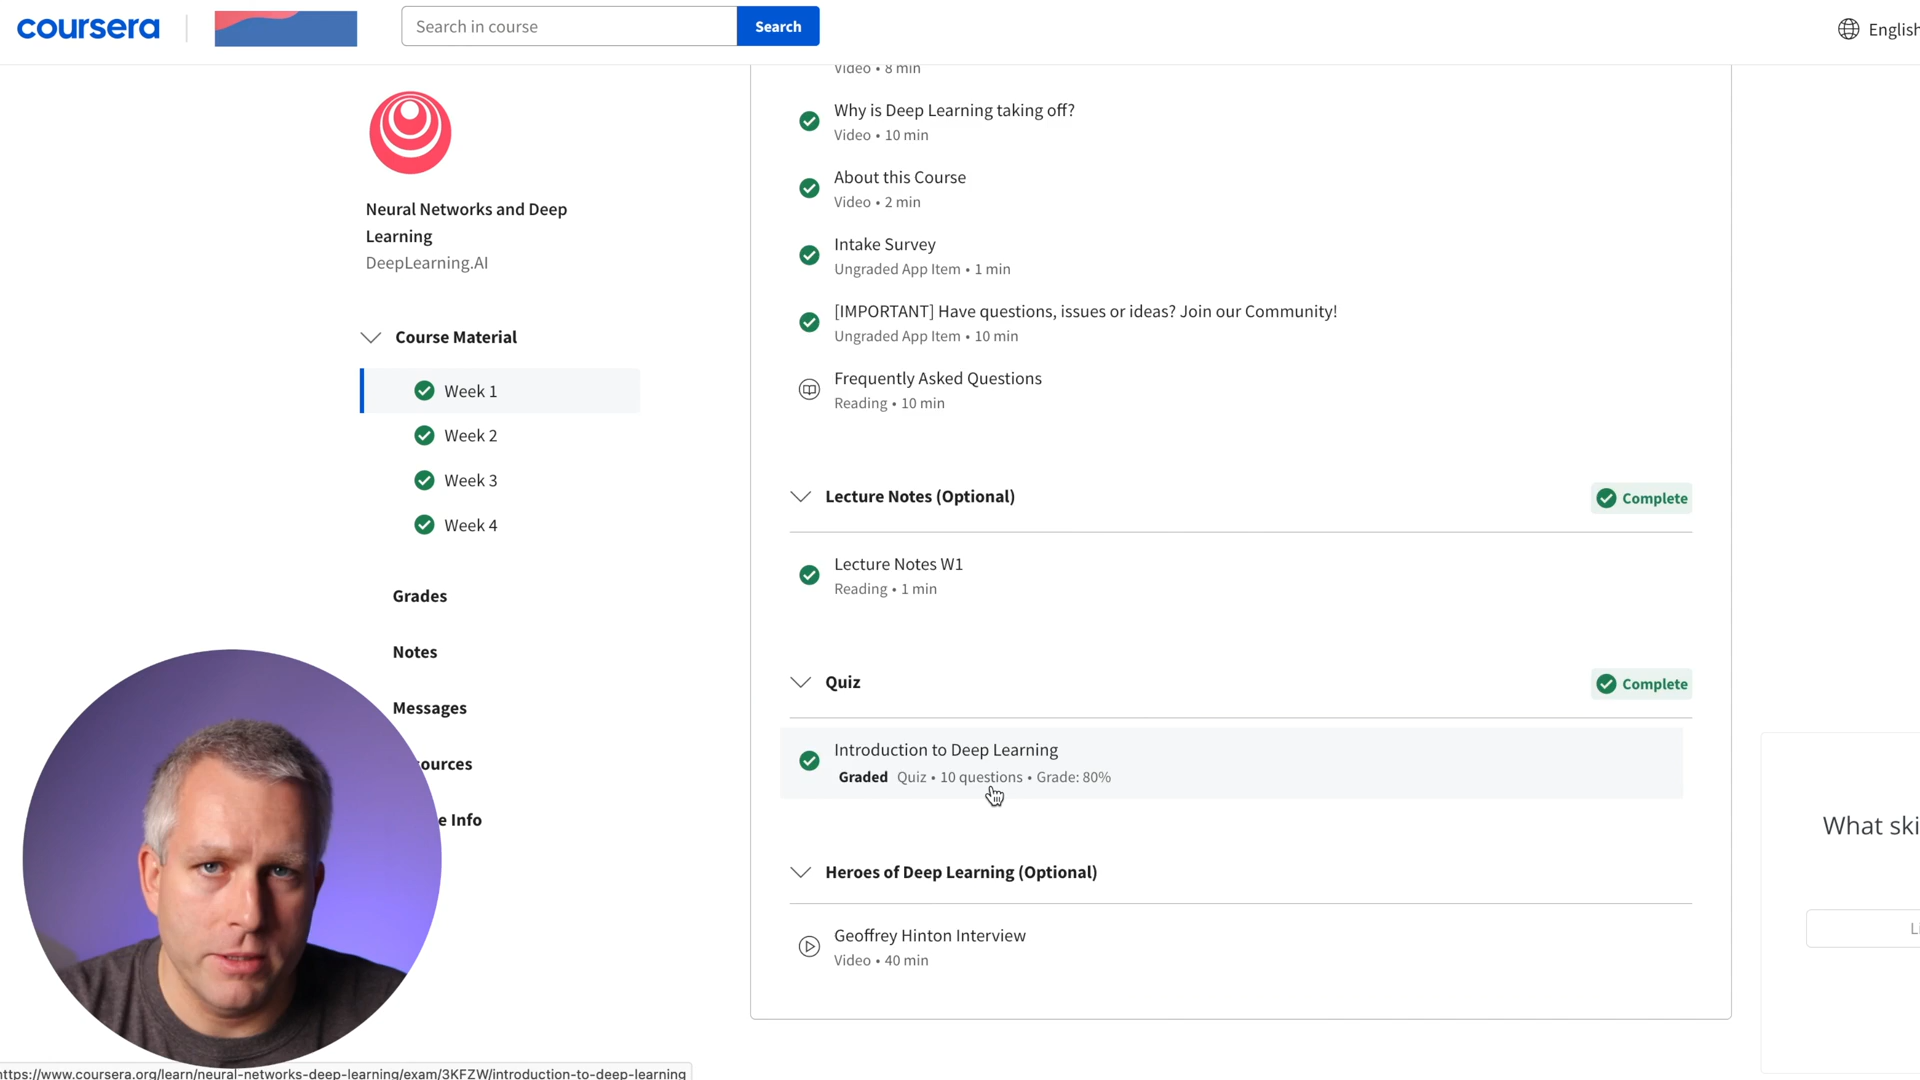 coursera
Search in course
Search
English
Neural Networks and Deep
Learning
DeepLearning.AI
Course Material
Week 1
Week 2
Week 3
Week 4
Grades
Notes
Messages
ources
e Info
Video • 8 min
Why is Deep Learning taking off?
Video • 10 min
About this Course
Video • 2 min
Intake Survey
Ungraded App Item • 1 min
[IMPORTANT] Have questions, issues or ideas? Join our Community!
Ungraded App Item • 10 min
Frequently Asked Questions
Reading • 10 min
Lecture Notes (Optional)
Complete
Lecture Notes W1
Reading • 1 min
Quiz
Complete
Introduction to Deep Learning
Graded Quiz • 10 questions • Grade: 80%
Heroes of Deep Learning (Optional)
Geoffrey Hinton Interview
Video • 40 min
What ski
Li
https://www.coursera.org/learn/neural-networks-deep-learning/exam/3KFZW/introduction-to-deep-learning